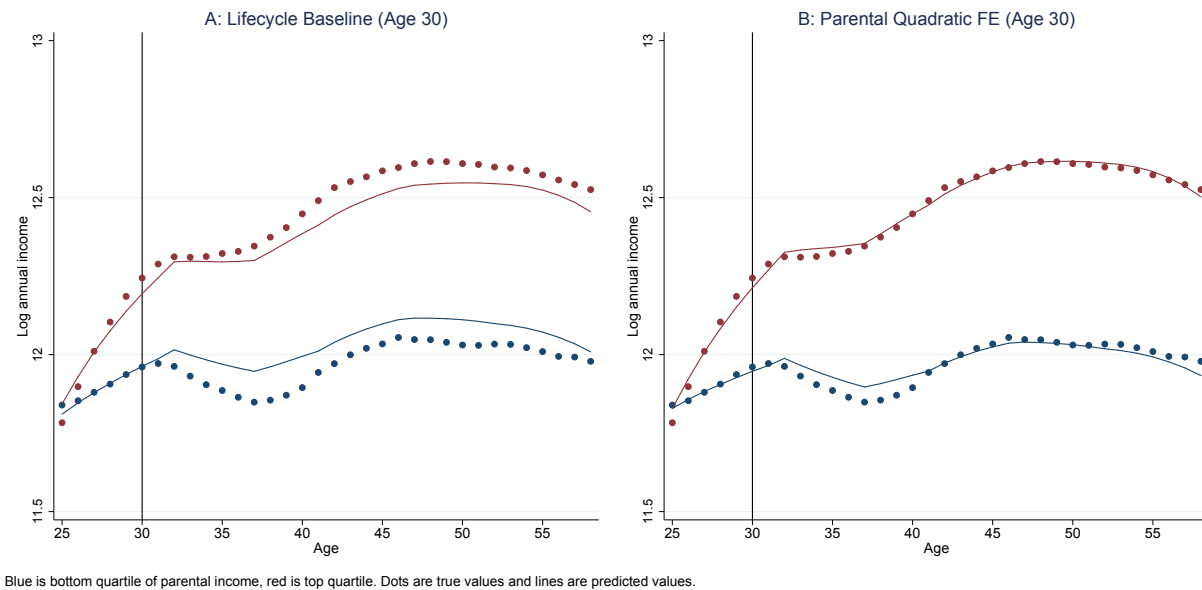 A: Lifecycle Baseline (Age 30)
13
12.5
12
11.5
Log annual income
25 30 35 40 45 50 55
Age
B: Parental Quadratic FE (Age 30)
13
12.5
12
11.5
Log annual income
25 30 35 40 45 50 55
Age
Blue is bottom quartile of parental income, red is top quartile. Dots are true values and lines are predicted values.